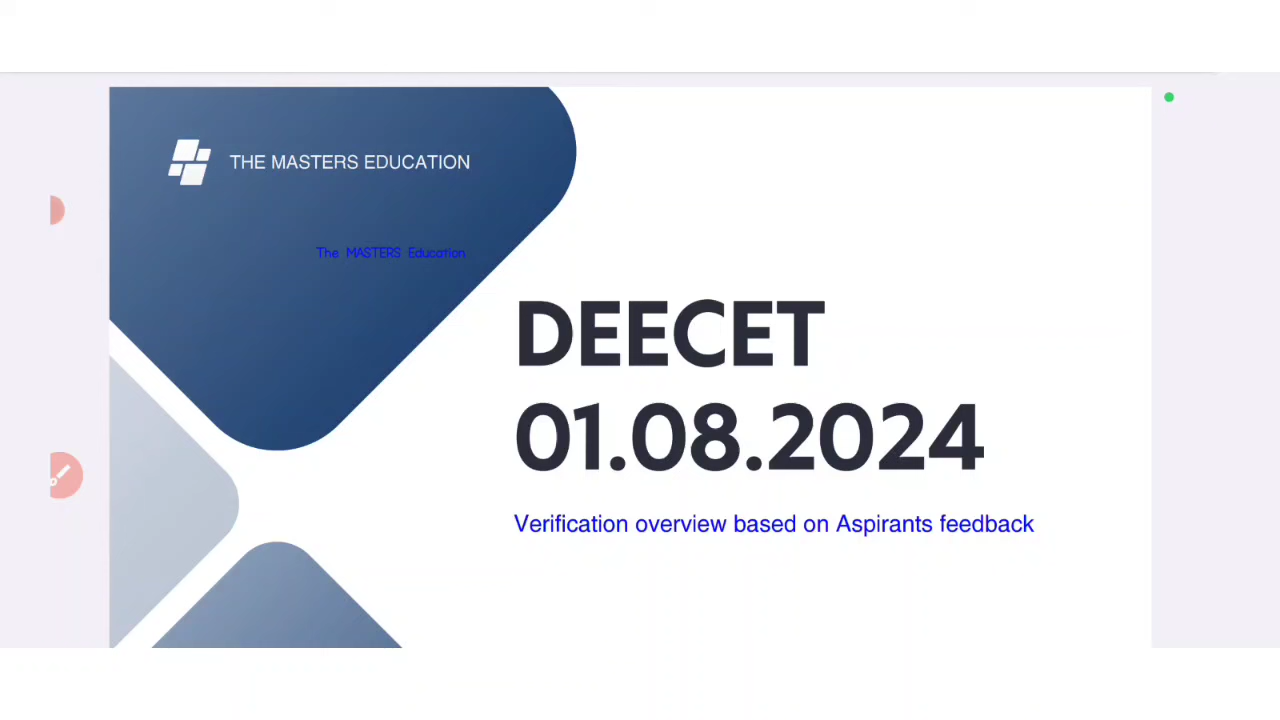 THE MASTERS EDUCATION
The MASTERS Education
DEECET
01.08.2024
Verification overview based on Aspirants feedback